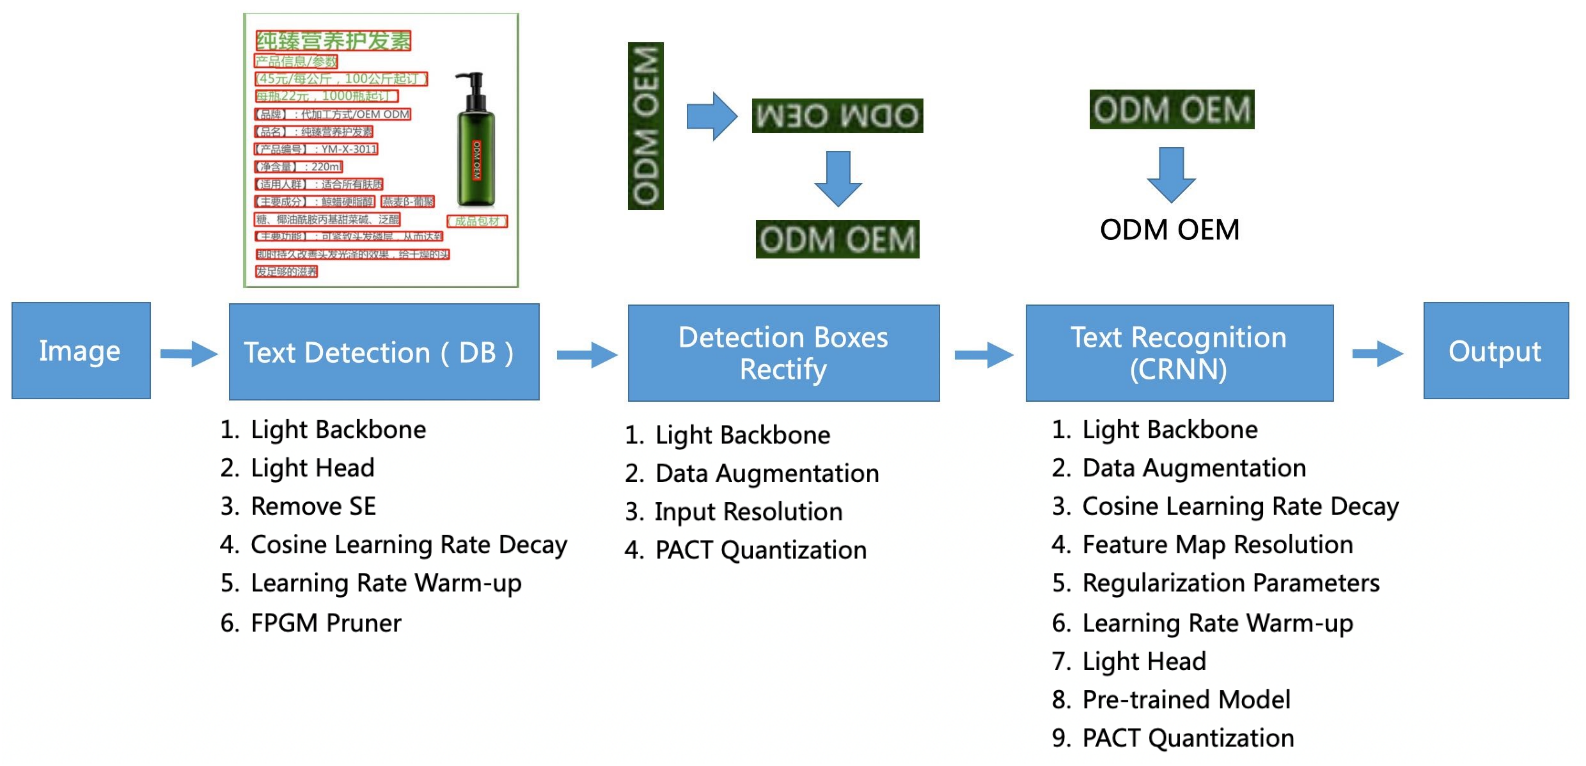 纯臻营养护发素
产品信息/参数
(45元/每公斤，100公斤起订)
每瓶22元，1000瓶起订)
【品牌】：代加工方式/OEM ODM
【品名】：纯臻营养护发素
【产品编号】：YM-X-3011
【净含量】：220ml
【适用人群】：适合所有肤质
【主要成分】：鲸蜡硬脂醇 燕麦β-葡聚
糖、椰油酰胺丙基甜菜碱、泛醌
【主要功能】：可紧致头发磷层，从而达到
即时持久改善头发光泽的效果，给干燥的头
发足够的滋养
ODM OEM
(成品包材)
ODM OEM
ODM OEM
ODM OEM
ODM OEM
ODM OEM
Image
Text Detection ( DB )
Detection Boxes
Rectify
Text Recognition
(CRNN)
Output
1. Light Backbone
2. Light Head
3. Remove SE
4. Cosine Learning Rate Decay
5. Learning Rate Warm-up
6. FPGM Pruner
1. Light Backbone
2. Data Augmentation
3. Input Resolution
4. PACT Quantization
1. Light Backbone
2. Data Augmentation
3. Cosine Learning Rate Decay
4. Feature Map Resolution
5. Regularization Parameters
6. Learning Rate Warm-up
7. Light Head
8. Pre-trained Model
9. PACT Quantization